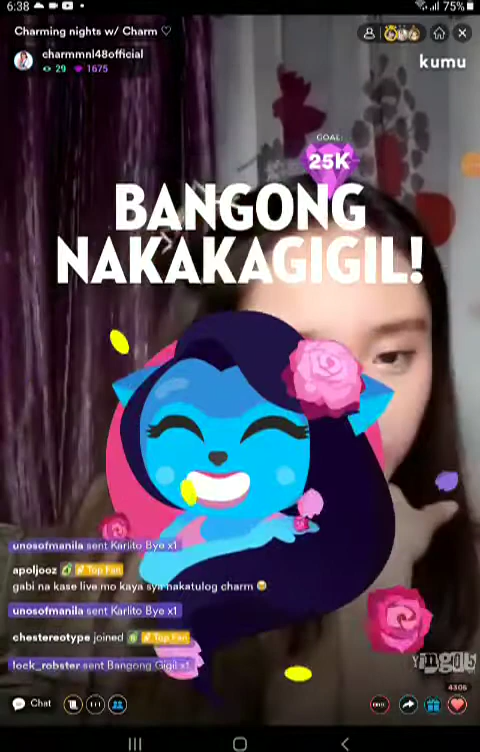 6:38
75%
Charming nights w/ Charm ♡
charmmnl48official
29 1675
kumu
GOAL:
25K
BANGONG
NAKAKAGIGIL!
unosofmanila sent Karlito Bye x1
apoljooz Top Fan
gabi na kase live mo kaya sya nakatulog charm 😄
unosofmanila sent Karlito Bye x1
chestereotype joined Top Fan
lock_robster sent Bangong Gigil x1
4305
Chat